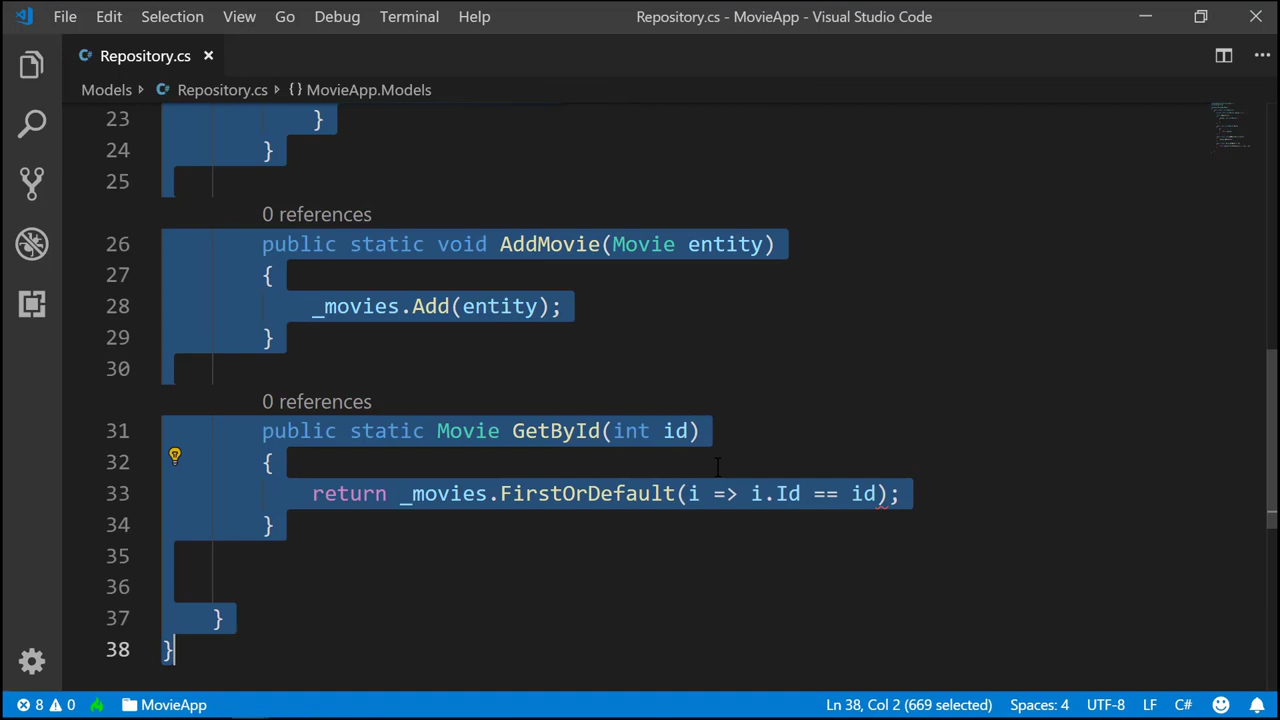 File Edit Selection View Go Debug Terminal Help Repository.cs - MovieApp - Visual Studio Code
Repository.cs
Models Repository.cs {} MovieApp.Models
23 }
24 }
25
0 references
26 public static void AddMovie(Movie entity)
27 {
28 _movies.Add(entity);
29 }
30
0 references
31 public static Movie GetById(int id)
32 {
33 return _movies.FirstOrDefault(i => i.Id == id);
34 }
35
36
37 }
38 }
8 0 MovieApp Ln 38, Col 2 (669 selected) Spaces: 4 UTF-8 LF C#